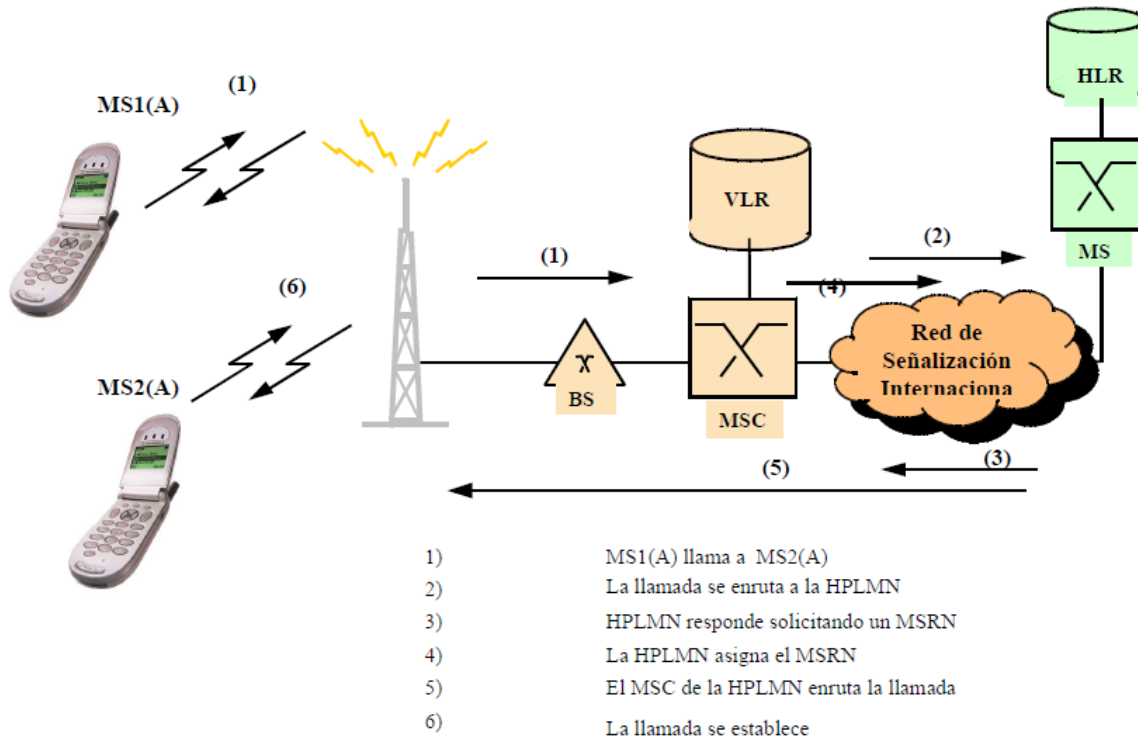 (1)
MS1(A)
HLR
VLR
MS
(2)
(1)
(4)
(6)
MS2(A)
Red de
Señalización
Internaciona
BS
MSC
(3)
(5)
1) MS1(A) llama a MS2(A)
2) La llamada se enruta a la HPLMN
3) HPLMN responde solicitando un MSRN
4) La HPLMN asigna el MSRN
5) El MSC de la HPLMN enruta la llamada
6) La llamada se establece